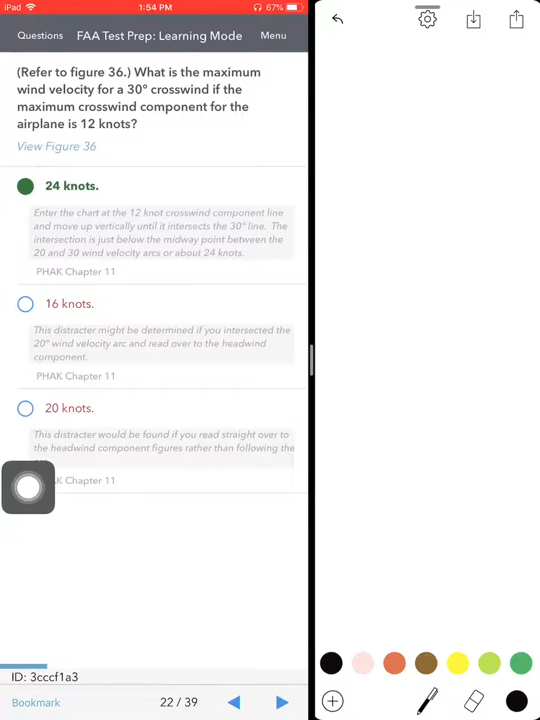 iPad
1:54 PM
67%
Questions
FAA Test Prep: Learning Mode
Menu
(Refer to figure 36.) What is the maximum
wind velocity for a 30° crosswind if the
maximum crosswind component for the
airplane is 12 knots?
View Figure 36
24 knots.
Enter the chart at the 12 knot crosswind component line
and move up vertically until it intersects the 30° line. The
intersection is just below the midway point between the
20 and 30 wind velocity arcs or about 24 knots.
PHAK Chapter 11
16 knots.
This distracter might be determined if you intersected the
20° wind velocity arc and read over to the headwind
component.
PHAK Chapter 11
20 knots.
This distracter would be found if you read straight over to
the headwind component figures rather than following the
Chapter 11
ID: 3cccf1a3
Bookmark
22 / 39